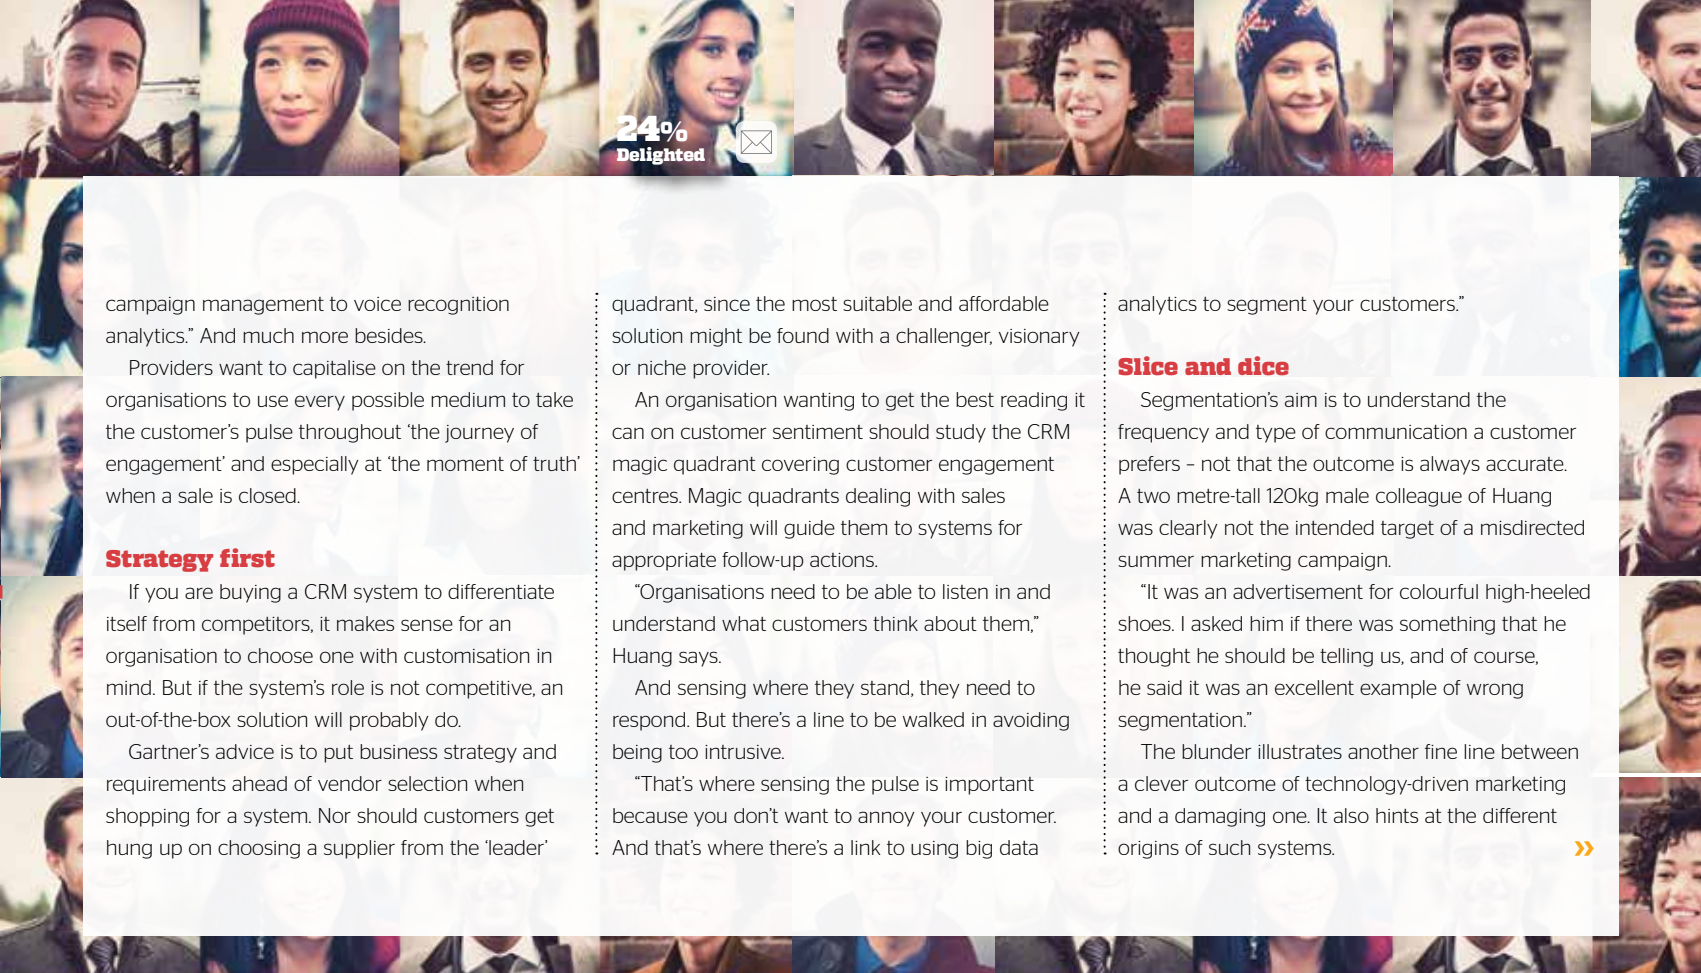 24%
Delighted
campaign management to voice recognition
analytics.” And much more besides.
Providers want to capitalise on the trend for
organisations to use every possible medium to take
the customer’s pulse throughout ‘the journey of
engagement’ and especially at ‘the moment of truth’
when a sale is closed.
Strategy first
If you are buying a CRM system to differentiate
itself from competitors, it makes sense for an
organisation to choose one with customisation in
mind. But if the system’s role is not competitive, an
out-of-the-box solution will probably do.
Gartner’s advice is to put business strategy and
requirements ahead of vendor selection when
shopping for a system. Nor should customers get
hung up on choosing a supplier from the ‘leader’
quadrant, since the most suitable and affordable
solution might be found with a challenger, visionary
or niche provider.
An organisation wanting to get the best reading it
can on customer sentiment should study the CRM
magic quadrant covering customer engagement
centres. Magic quadrants dealing with sales
and marketing will guide them to systems for
appropriate follow-up actions.
“Organisations need to be able to listen in and
understand what customers think about them,”
Huang says.
And sensing where they stand, they need to
respond. But there’s a line to be walked in avoiding
being too intrusive.
“That’s where sensing the pulse is important
because you don’t want to annoy your customer.
And that’s where there’s a link to using big data
analytics to segment your customers.”
Slice and dice
Segmentation’s aim is to understand the
frequency and type of communication a customer
prefers – not that the outcome is always accurate.
A two metre-tall 120kg male colleague of Huang
was clearly not the intended target of a misdirected
summer marketing campaign.
“It was an advertisement for colourful high-heeled
shoes. I asked him if there was something that he
thought he should be telling us, and of course,
he said it was an excellent example of wrong
segmentation.”
The blunder illustrates another fine line between
a clever outcome of technology-driven marketing
and a damaging one. It also hints at the different
origins of such systems.
»